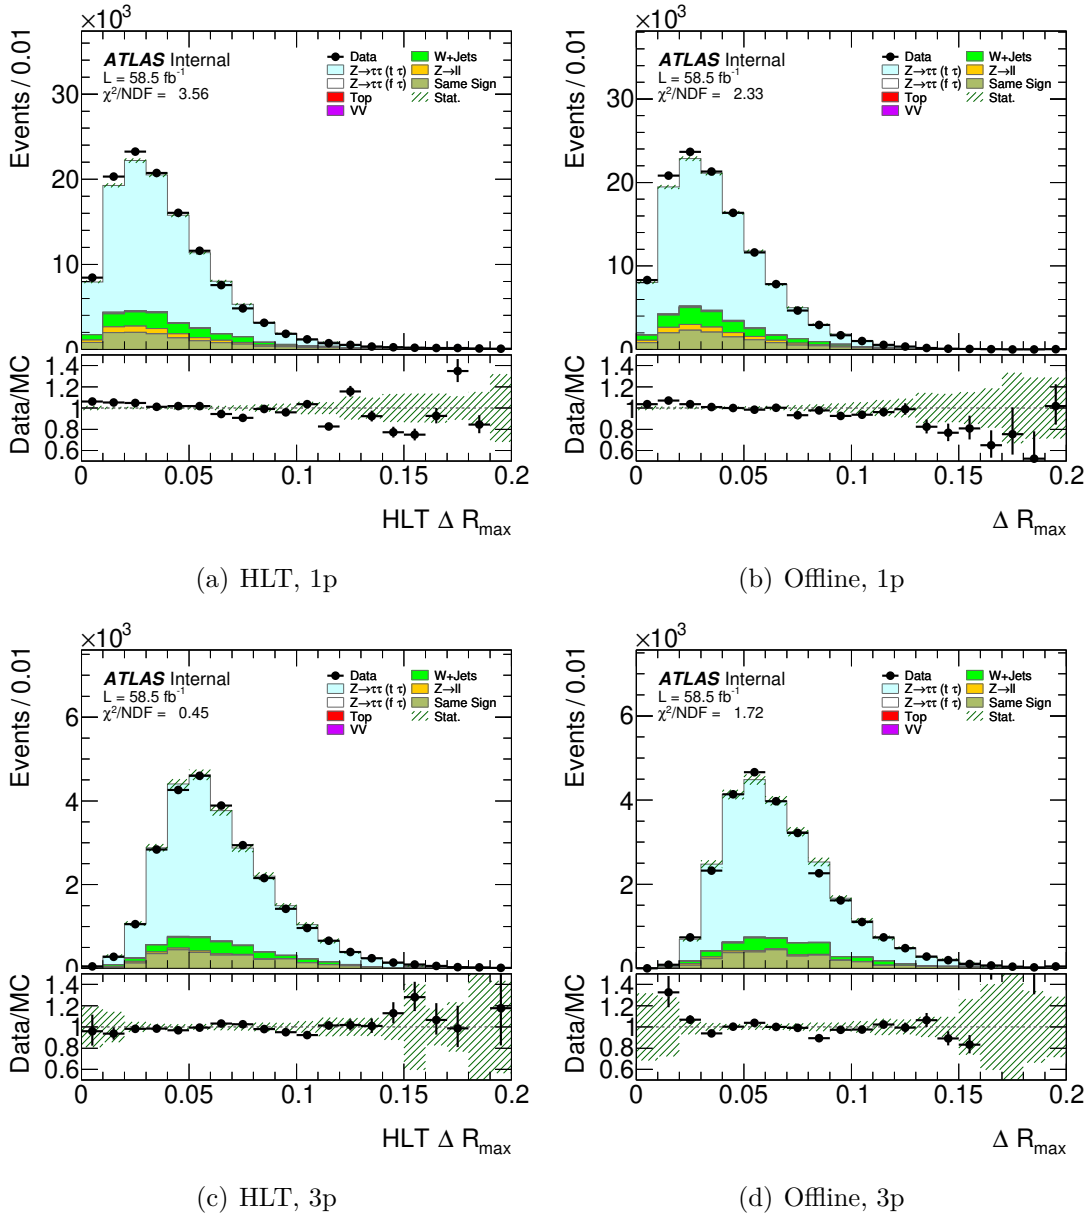 ×10³
Events / 0.01
ATLAS Internal
L = 58.5 fb⁻¹
χ²/NDF = 3.56
Data
Z→ττ (t τ)
Z→ττ (f τ)
Top
VV
W+Jets
Z→ll
Same Sign
Stat.
30
20
10
0
Data/MC
1.4
1.2
1
0.8
0.6
0 0.05 0.1 0.15 0.2
HLT Δ R_max
(a) HLT, 1p
×10³
Events / 0.01
ATLAS Internal
L = 58.5 fb⁻¹
χ²/NDF = 2.33
Data
Z→ττ (t τ)
Z→ττ (f τ)
Top
VV
W+Jets
Z→ll
Same Sign
Stat.
30
20
10
0
Data/MC
1.4
1.2
1
0.8
0.6
0 0.05 0.1 0.15 0.2
Δ R_max
(b) Offline, 1p
×10³
Events / 0.01
ATLAS Internal
L = 58.5 fb⁻¹
χ²/NDF = 0.45
Data
Z→ττ (t τ)
Z→ττ (f τ)
Top
VV
W+Jets
Z→ll
Same Sign
Stat.
6
4
2
0
Data/MC
1.4
1.2
1
0.8
0.6
0 0.05 0.1 0.15 0.2
HLT Δ R_max
(c) HLT, 3p
×10³
Events / 0.01
ATLAS Internal
L = 58.5 fb⁻¹
χ²/NDF = 1.72
Data
Z→ττ (t τ)
Z→ττ (f τ)
Top
VV
W+Jets
Z→ll
Same Sign
Stat.
6
4
2
0
Data/MC
1.4
1.2
1
0.8
0.6
0 0.05 0.1 0.15 0.2
Δ R_max
(d) Offline, 3p